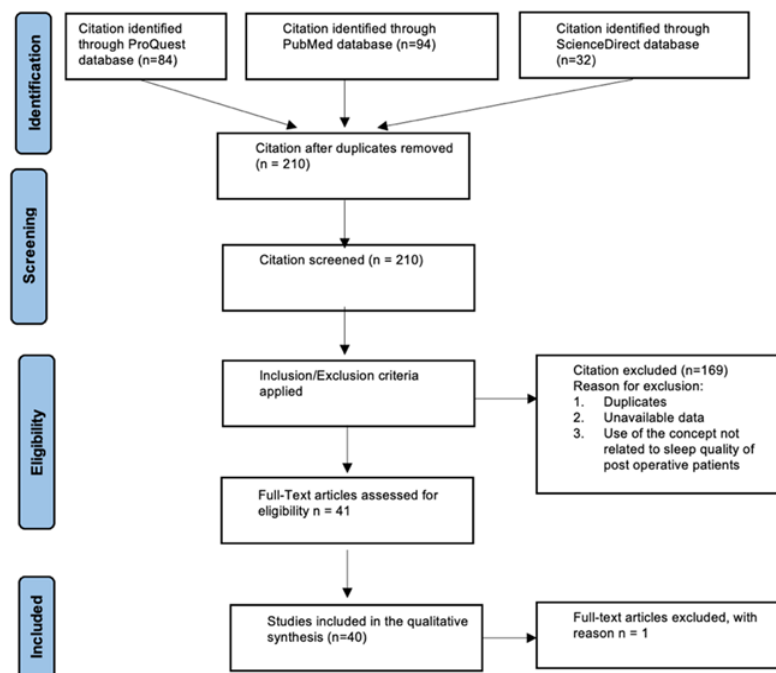 Citation identified
through ProQuest
database (n=84)
Citation identified through
PubMed database (n=94)
Citation identified through
ScienceDirect database
(n=32)
Identification
Citation after duplicates removed
(n = 210)
Screening
Citation screened (n = 210)
Eligibility
Inclusion/Exclusion criteria
applied
Citation excluded (n=169)
Reason for exclusion:
1. Duplicates
2. Unavailable data
3. Use of the concept not
related to sleep quality of
post operative patients
Full-Text articles assessed for
eligibility n = 41
Included
Studies included in the qualitative
synthesis (n=40)
Full-text articles excluded, with
reason n = 1